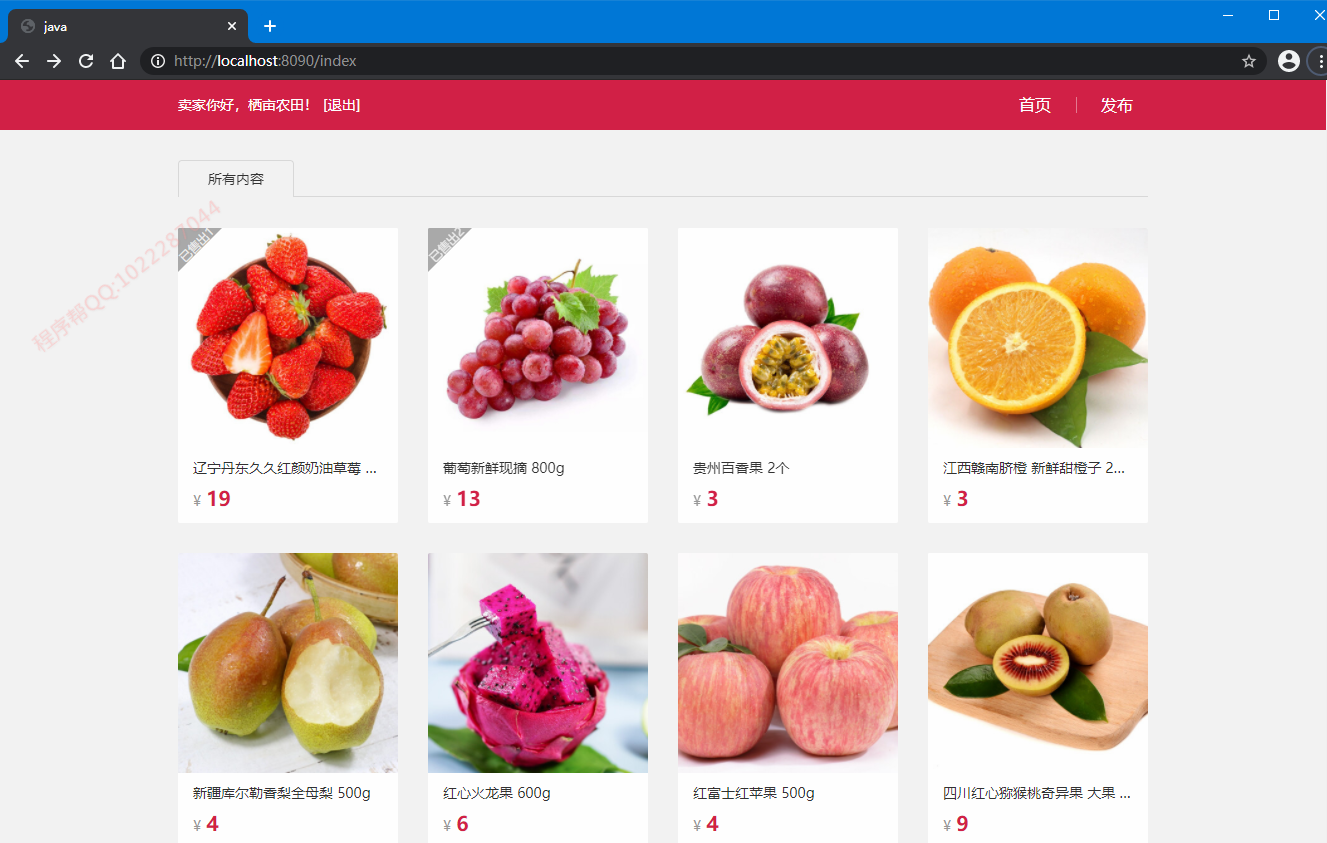 java
http://localhost:8090/index
卖家你好，栖亩农田！ [退出]
首页 | 发布
所有内容
程序帮QQ:1022287044
已售出1
已售出2
辽宁丹东久久红颜奶油草莓 ...
葡萄新鲜现摘 800g
贵州百香果 2个
江西赣南脐橙 新鲜甜橙子 2...
¥ 19
¥ 13
¥ 3
¥ 3
新疆库尔勒香梨全母梨 500g
红心火龙果 600g
红富士红苹果 500g
四川红心猕猴桃奇异果 大果 ...
¥ 4
¥ 6
¥ 4
¥ 9